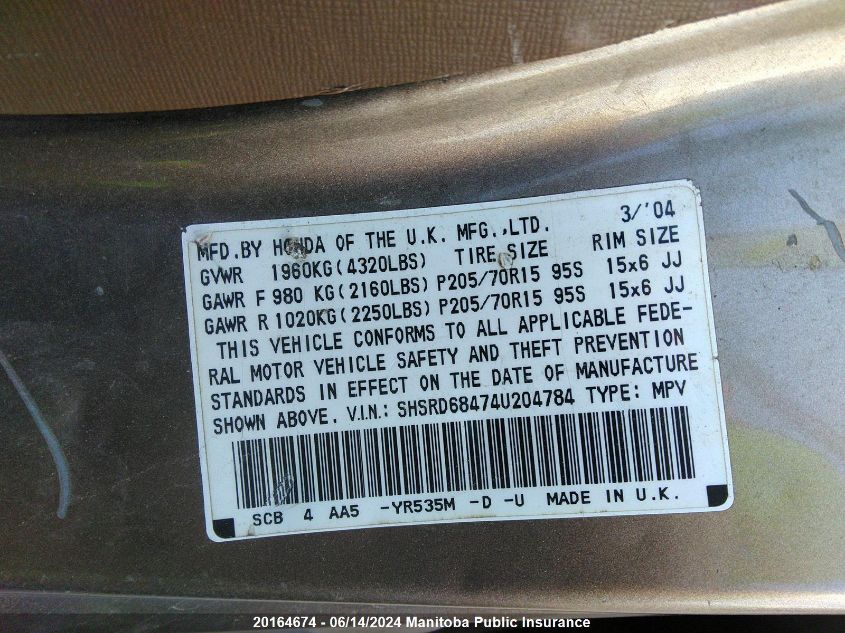 MFD.BY HONDA OF THE U.K. MFG.,LTD. 3/'04
GVWR 1960KG(4320LBS) TIRE SIZE RIM SIZE
GAWR F 980 KG(2160LBS) P205/70R15 95S 15x6 JJ
GAWR R 1020KG(2250LBS) P205/70R15 95S 15x6 JJ
THIS VEHICLE CONFORMS TO ALL APPLICABLE FEDE-
RAL MOTOR VEHICLE SAFETY AND THEFT PREVENTION
STANDARDS IN EFFECT ON THE DATE OF MANUFACTURE
SHOWN ABOVE. V.I.N.: SHSRD68474U204784 TYPE: MPV
SCB 4 AA5 -YR535M -D -U MADE IN U.K.
20164674 - 06/14/2024 Manitoba Public Insurance